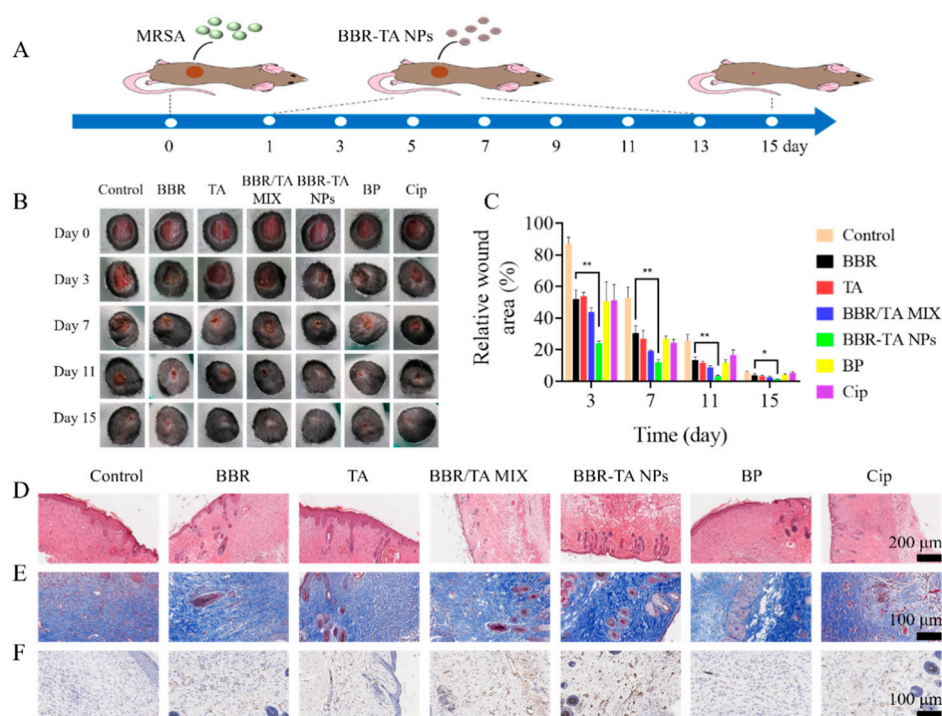 A
MRSA
BBR-TA NPs
0 1 3 5 7 9 11 13 15 day
B
Control BBR TA BBR/TA MIX BBR-TA NPs BP Cip
Day 0
Day 3
Day 7
Day 11
Day 15
C
Relative wound area (%)
100
80
60
40
20
0
** ** ** *
3 7 11 15
Time (day)
Control
BBR
TA
BBR/TA MIX
BBR-TA NPs
BP
Cip
Control BBR TA BBR/TA MIX BBR-TA NPs BP Cip
D
200 μm
E
100 μm
F
100 μm